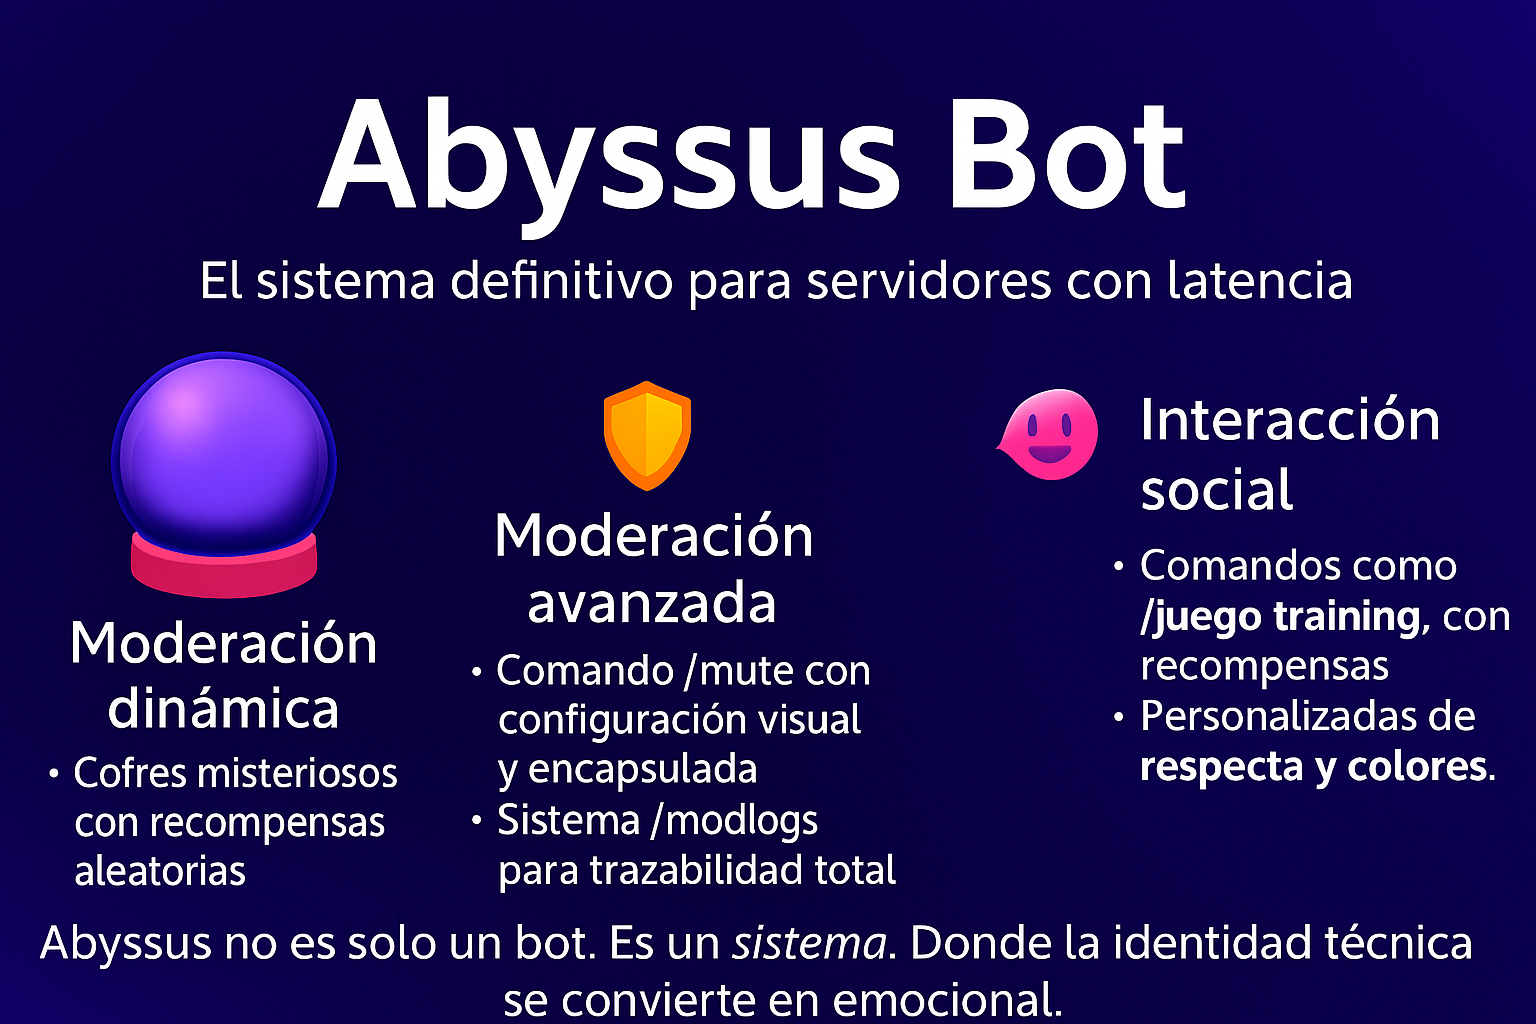 Abyssus Bot
El sistema definitivo para servidores con latencia
Moderación
dinámica
• Cofres misteriosos
con recompensas
aleatorias
Moderación
avanzada
• Comando /mute con
configuración visual
y encapsulada
• Sistema /modlogs
para trazabilidad total
Interacción
social
• Comandos como
/juego training, con
recompensas
• Personalizadas de
respecta y colores.
Abyssus no es solo un bot. Es un sistema. Donde la identidad técnica
se convierte en emocional.